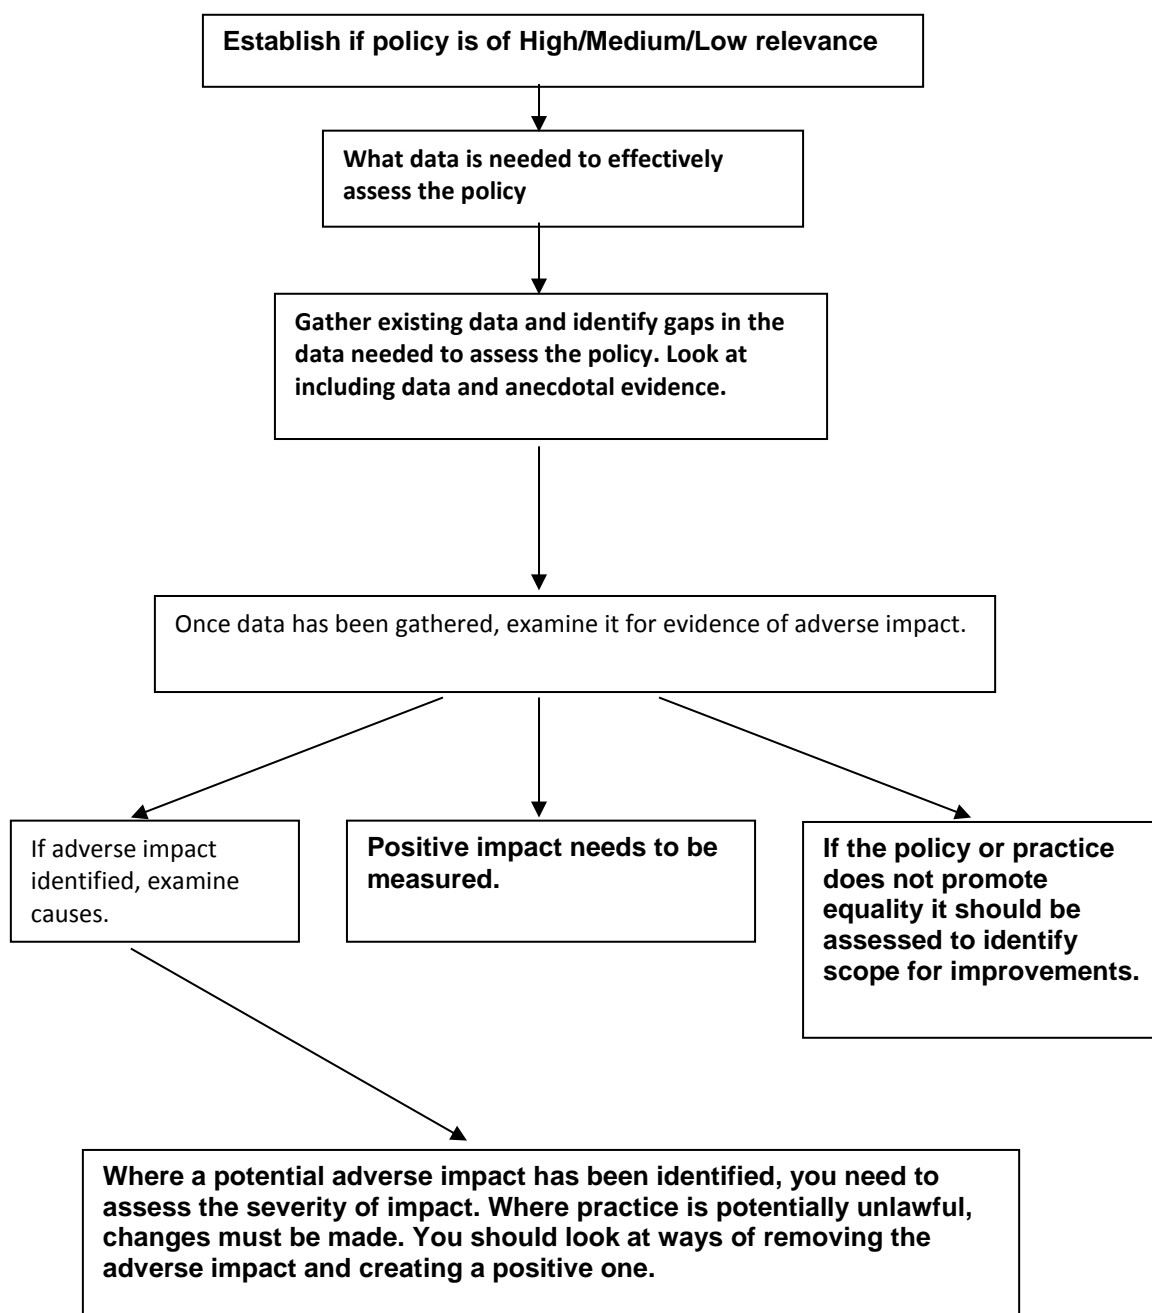 Establish if policy is of High/Medium/Low relevance
What data is needed to effectively
assess the policy
Gather existing data and identify gaps in the
data needed to assess the policy. Look at
including data and anecdotal evidence.
Once data has been gathered, examine it for evidence of adverse impact.
If adverse impact
identified, examine
causes.
Positive impact needs to be
measured.
If the policy or practice
does not promote
equality it should be
assessed to identify
scope for improvements.
Where a potential adverse impact has been identified, you need to
assess the severity of impact. Where practice is potentially unlawful,
changes must be made. You should look at ways of removing the
adverse impact and creating a positive one.